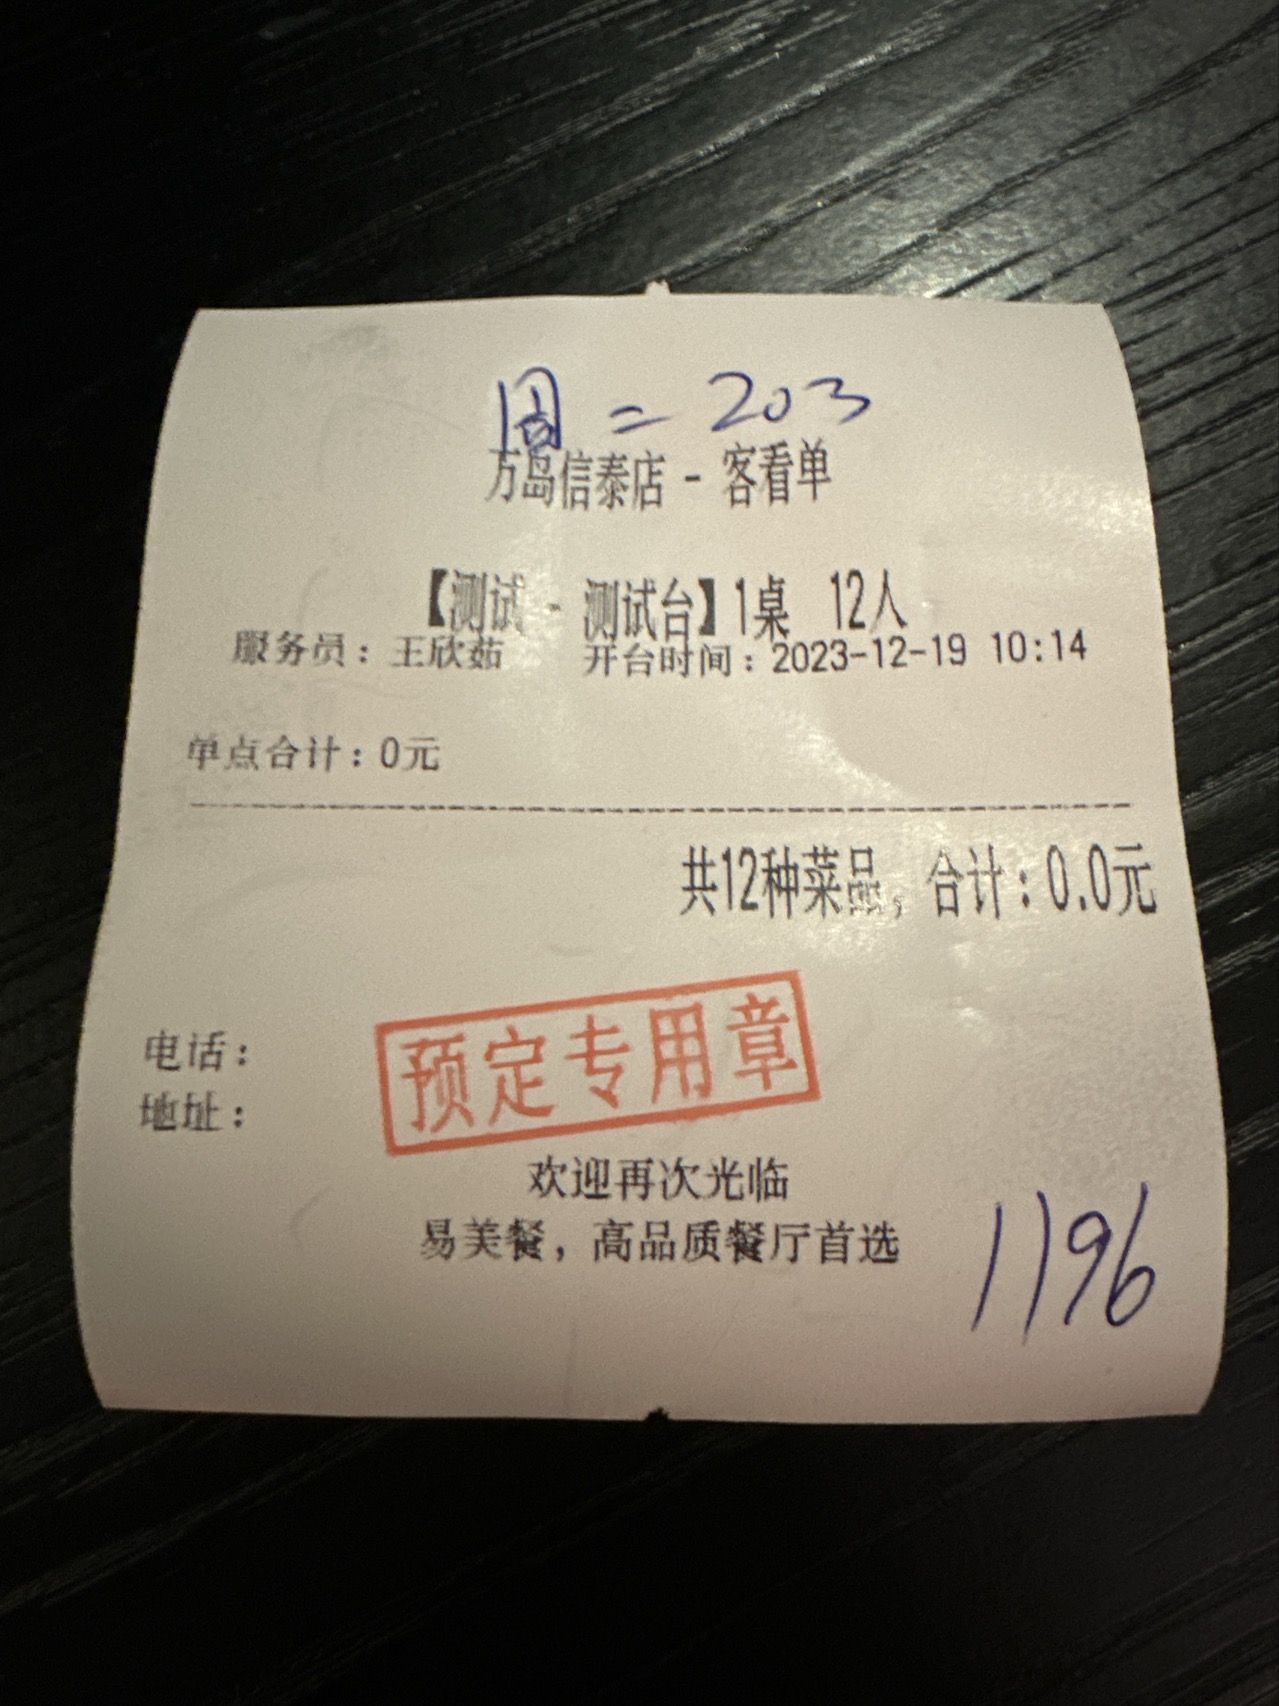 周二 203
万岛信泰店 - 客看单
【测试 - 测试台】1桌 12人
服务员：王欣茹 开台时间：2023-12-19 10:14
单点合计：0元
共12种菜品，合计：0.0元
预定专用章
电话：
地址：
欢迎再次光临
易美餐，高品质餐厅首选
1196